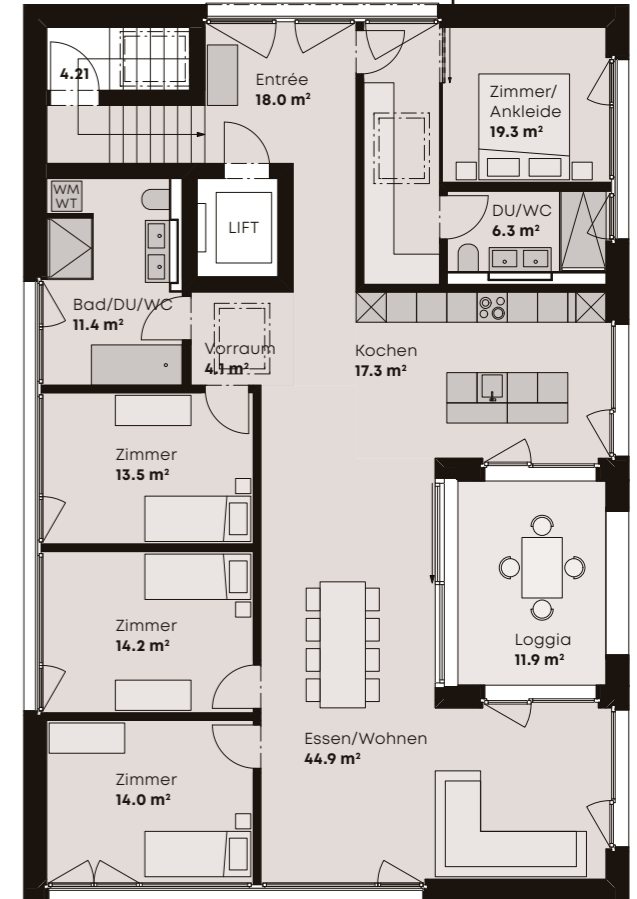 4.21
Entrée
18.0 m²
Zimmer/
Ankleide
19.3 m²
WM
WT
LIFT
DU/WC
6.3 m²
Bad/DU/WC
11.4 m²
Vorraum
4.1 m²
Kochen
17.3 m²
Zimmer
13.5 m²
Zimmer
14.2 m²
Loggia
11.9 m²
Essen/Wohnen
44.9 m²
Zimmer
14.0 m²